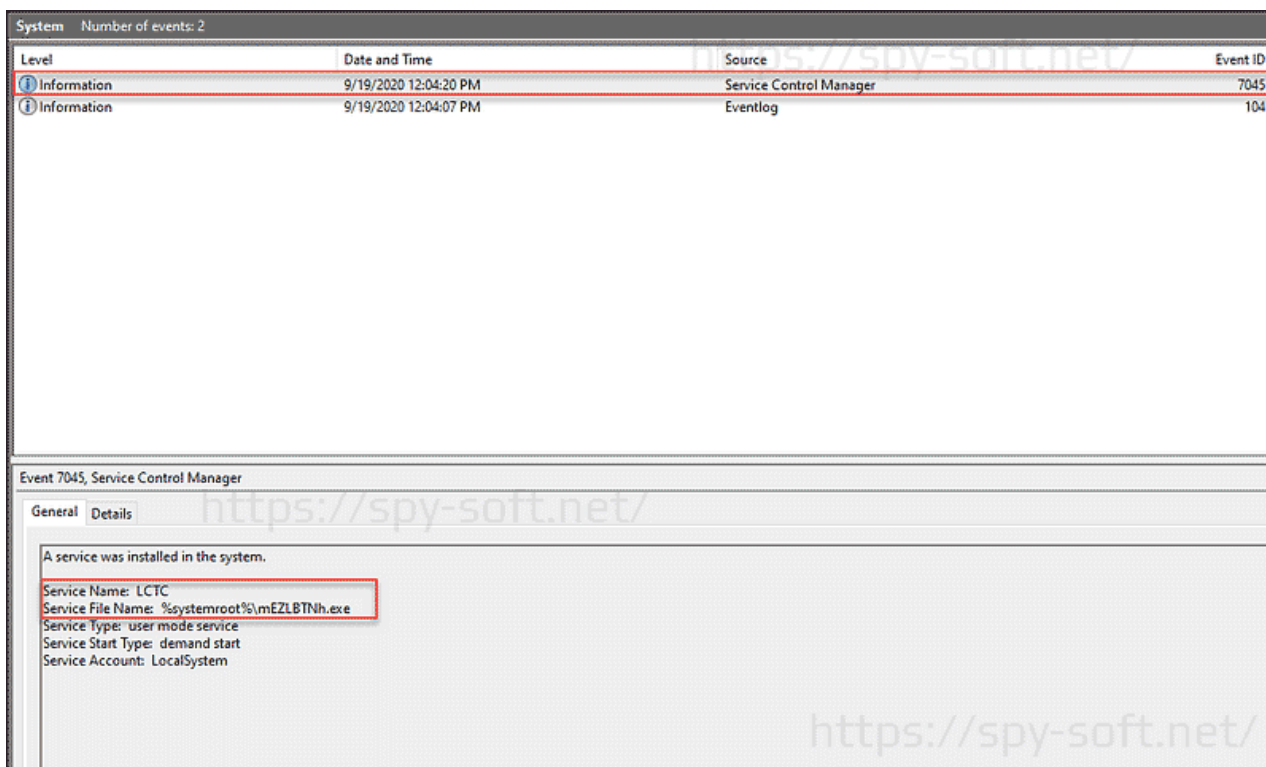 System Number of events: 2
https://spy-soft.net/
Level Date and Time Source Event ID
Information 9/19/2020 12:04:20 PM Service Control Manager 7045
Information 9/19/2020 12:04:07 PM Eventlog 104
Event 7045, Service Control Manager
https://spy-soft.net/
General Details
A service was installed in the system.
Service Name: LCTC
Service File Name: %systemroot%\mEZLBTNh.exe
Service Type: user mode service
Service Start Type: demand start
Service Account: LocalSystem
https://spy-soft.net/